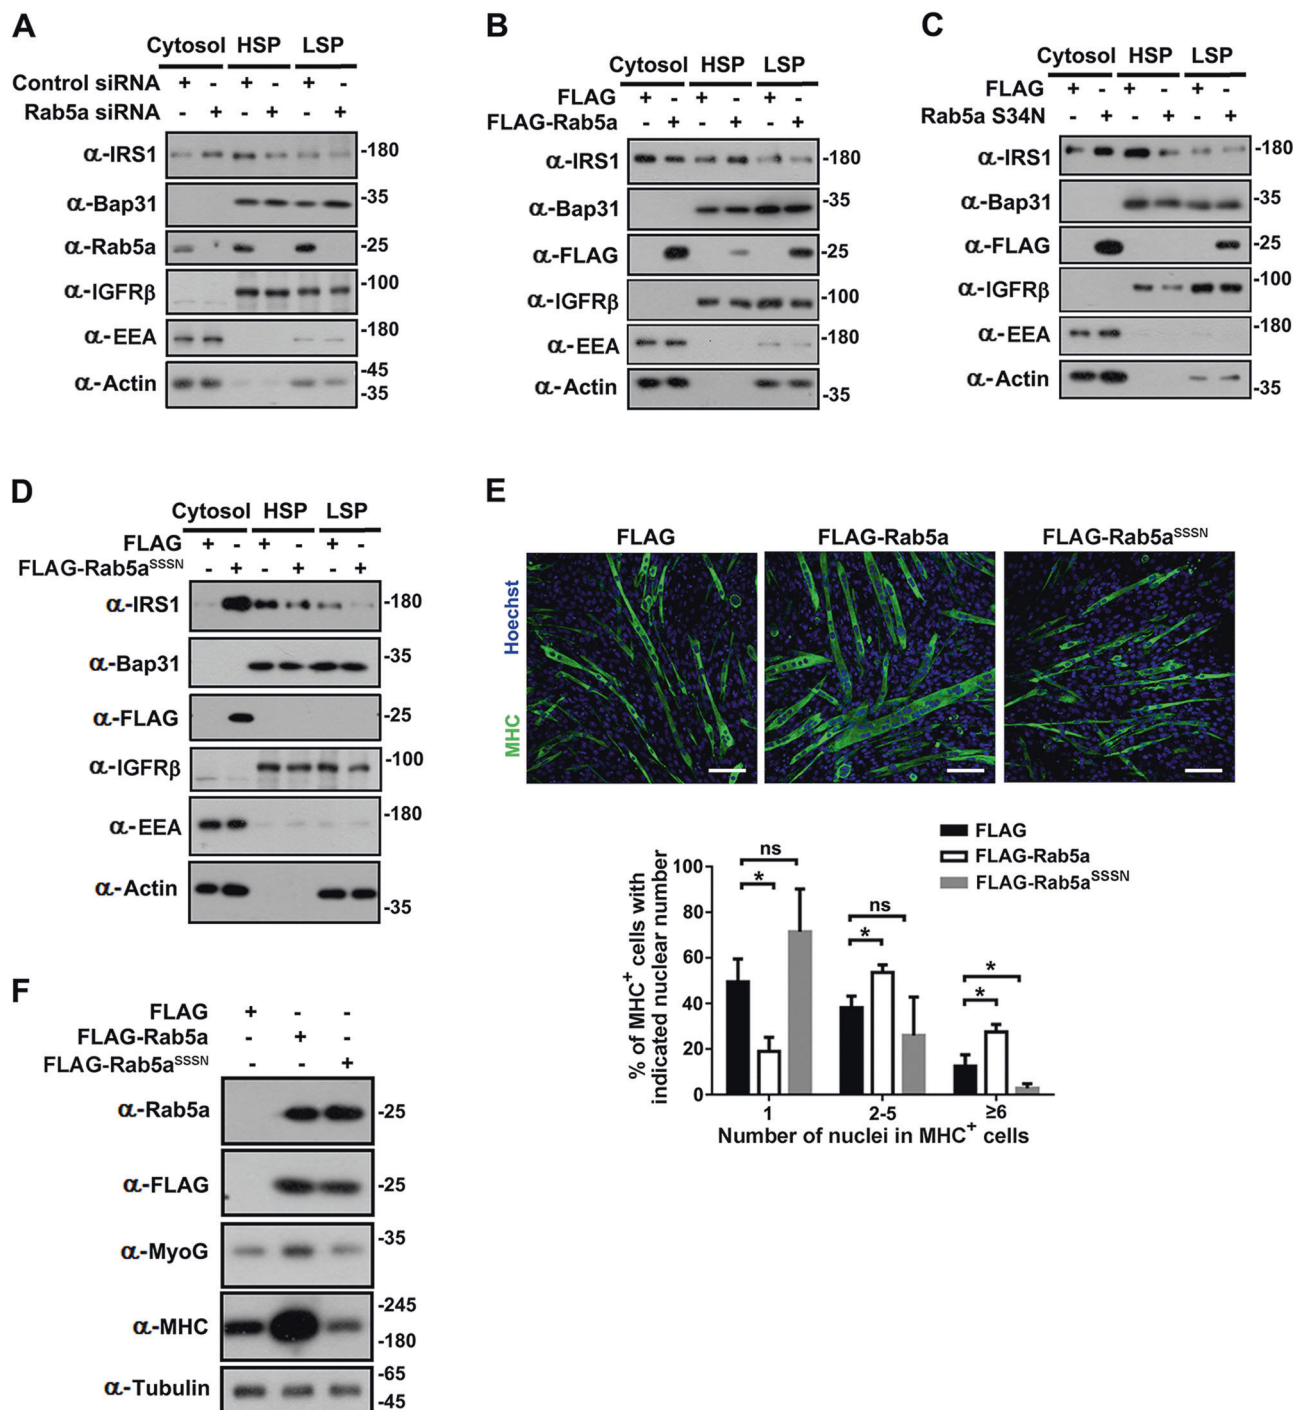 A
Cytosol HSP LSP
Control siRNA + - + - + -
Rab5a siRNA - + - + - +
α-IRS1 -180
α-Bap31 -35
α-Rab5a -25
α-IGFRβ -100
α-EEA -180
α-Actin -45
-35
B
Cytosol HSP LSP
FLAG + - + - + -
FLAG-Rab5a - + - + - +
α-IRS1 -180
α-Bap31 -35
α-FLAG -25
α-IGFRβ -100
α-EEA -180
α-Actin -35
C
Cytosol HSP LSP
FLAG + - + - + -
Rab5a S34N - + - + - +
α-IRS1 -180
α-Bap31 -35
α-FLAG -25
α-IGFRβ -100
α-EEA -180
α-Actin -35
D
Cytosol HSP LSP
FLAG + - + - + -
FLAG-Rab5aSSSN - + - + - +
α-IRS1 -180
α-Bap31 -35
α-FLAG -25
α-IGFRβ -100
α-EEA -180
α-Actin -35
E
FLAG FLAG-Rab5a FLAG-Rab5aSSSN
MHC Hoechst
FLAG
FLAG-Rab5a
FLAG-Rab5aSSSN
% of MHC+ cells with
indicated nuclear number
100
80
60
40
20
0
ns
*
ns
*
*
*
1 2-5 ≥6
Number of nuclei in MHC+ cells
F
FLAG + - -
FLAG-Rab5a - + -
FLAG-Rab5aSSSN - - +
α-Rab5a -25
α-FLAG -25
α-MyoG -35
α-MHC -245
-180
α-Tubulin -65
-45